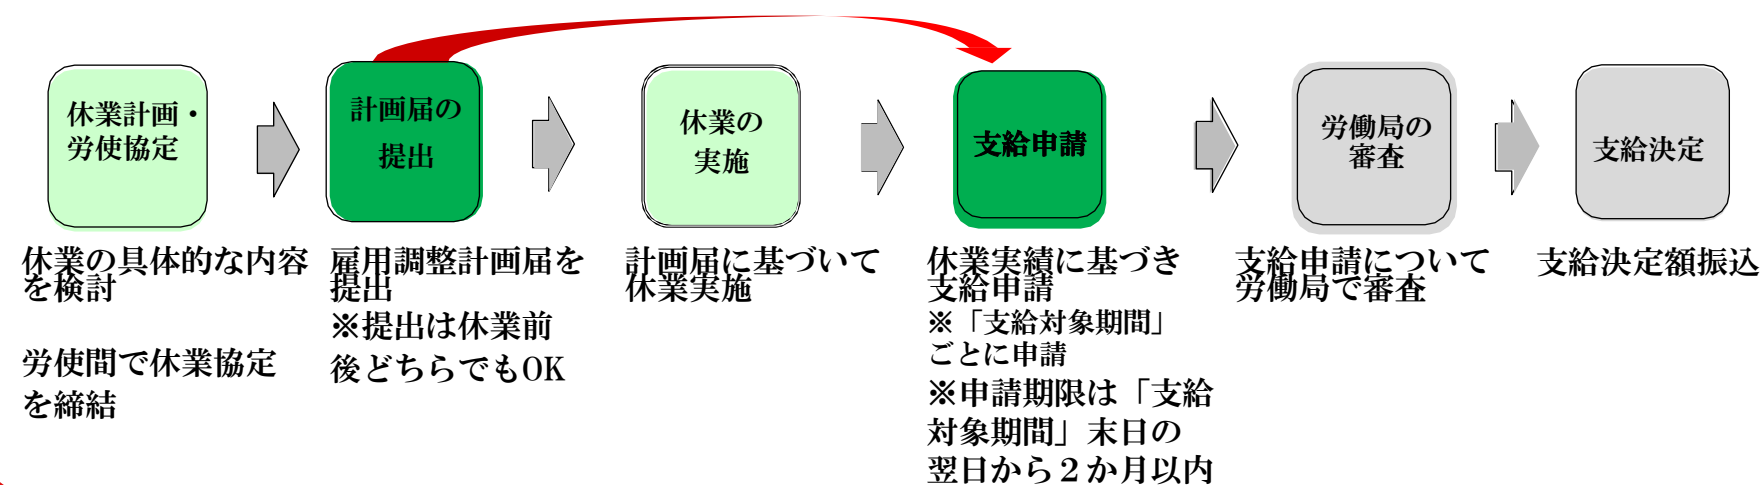 休業計画・
労使協定
計画届の
提出
休業の
実施
支給申請
労働局の
審査
支給決定
休業の具体的な内容
を検討
労使間で休業協定
を締結
雇用調整計画届を
提出
※提出は休業前
後どちらでもOK
計画届に基づいて
休業実施
休業実績に基づき
支給申請
※「支給対象期間」
ごとに申請
※申請期限は「支給
対象期間」末日の
翌日から２か月以内
支給申請について
労働局で審査
支給決定額振込